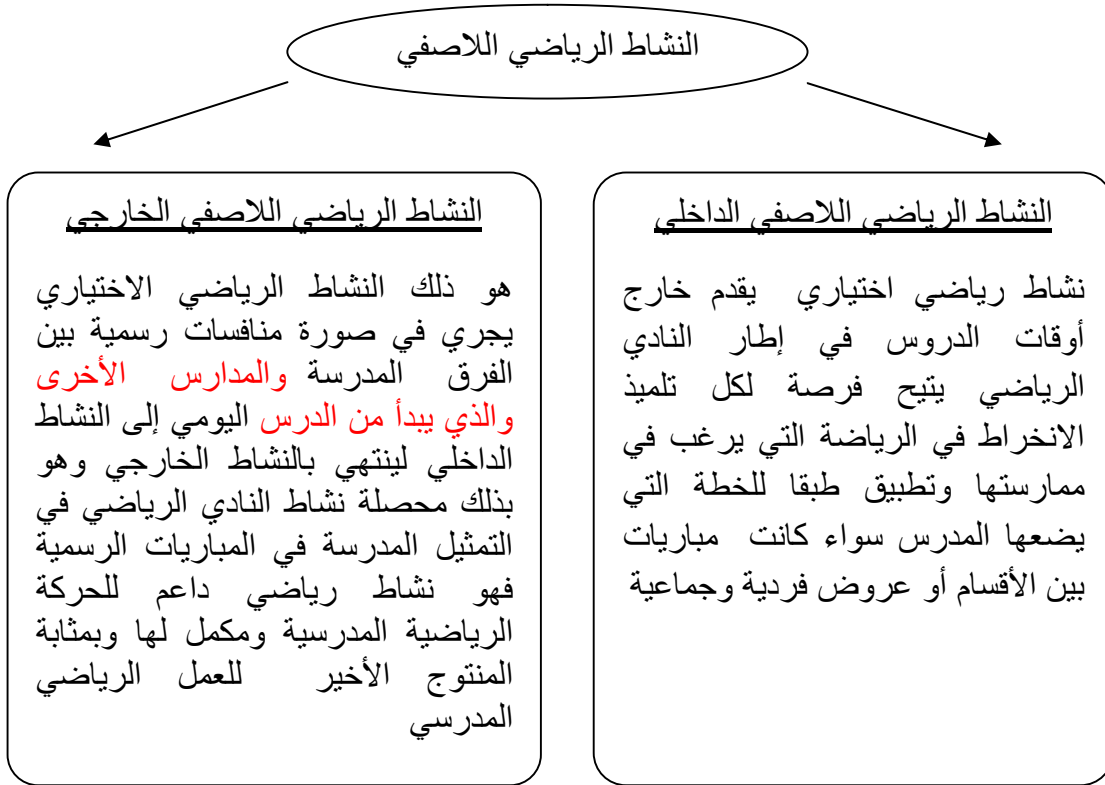 النشاط الرياضي اللاصفي
النشاط الرياضي اللاصفي الداخلي
نشاط رياضي اختياري يقدم خارج
أوقات الدروس في إطار النادي
الرياضي يتيح فرصة لكل تلميذ
الانخراط في الرياضة التي يرغب في
ممارستها وتطبيق طبقا للخطة التي
يضعها المدرس سواء كانت مباريات
بين الأقسام أو عروض فردية وجماعية
النشاط الرياضي اللاصفي الخارجي
هو ذلك النشاط الرياضي الاختياري
يجري في صورة منافسات رسمية بين
الفرق المدرسة والمدارس الأخرى
والذي يبدأ من الدرس اليومي إلى النشاط
الداخلي لينتهي بالنشاط الخارجي وهو
بذلك محصلة نشاط النادي الرياضي في
التمثيل المدرسة في المباريات الرسمية
فهو نشاط رياضي داعم للحركة
الرياضية المدرسية ومكمل لها وبمثابة
المنتوج الأخير للعمل الرياضي
المدرسي